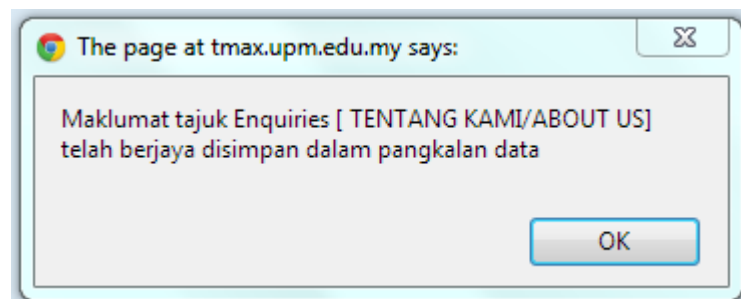 The page at tmax.upm.edu.my says:
Maklumat tajuk Enquiries [ TENTANG KAMI/ABOUT US]
telah berjaya disimpan dalam pangkalan data
OK